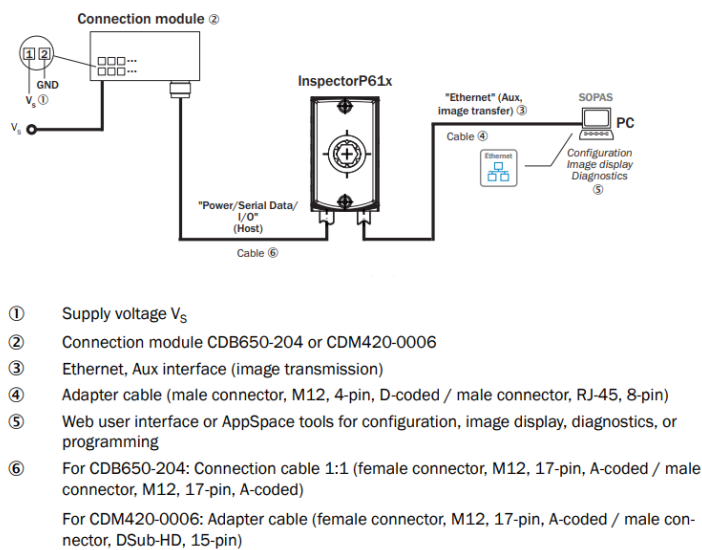 Connection module ②
1 2
GND
Vs ①
Vs
InspectorP61x
"Ethernet" (Aux,
image transfer) ③
SOPAS
PC
Cable ④
Ethernet
Configuration
Image display
Diagnostics
⑤
"Power/Serial Data/
I/O"
(Host)
Cable ⑥
① Supply voltage VS
② Connection module CDB650-204 or CDM420-0006
③ Ethernet, Aux interface (image transmission)
④ Adapter cable (male connector, M12, 4-pin, D-coded / male connector, RJ-45, 8-pin)
⑤ Web user interface or AppSpace tools for configuration, image display, diagnostics, or
programming
⑥ For CDB650-204: Connection cable 1:1 (female connector, M12, 17-pin, A-coded / male
connector, M12, 17-pin, A-coded)
For CDM420-0006: Adapter cable (female connector, M12, 17-pin, A-coded / male con-
nector, DSub-HD, 15-pin)